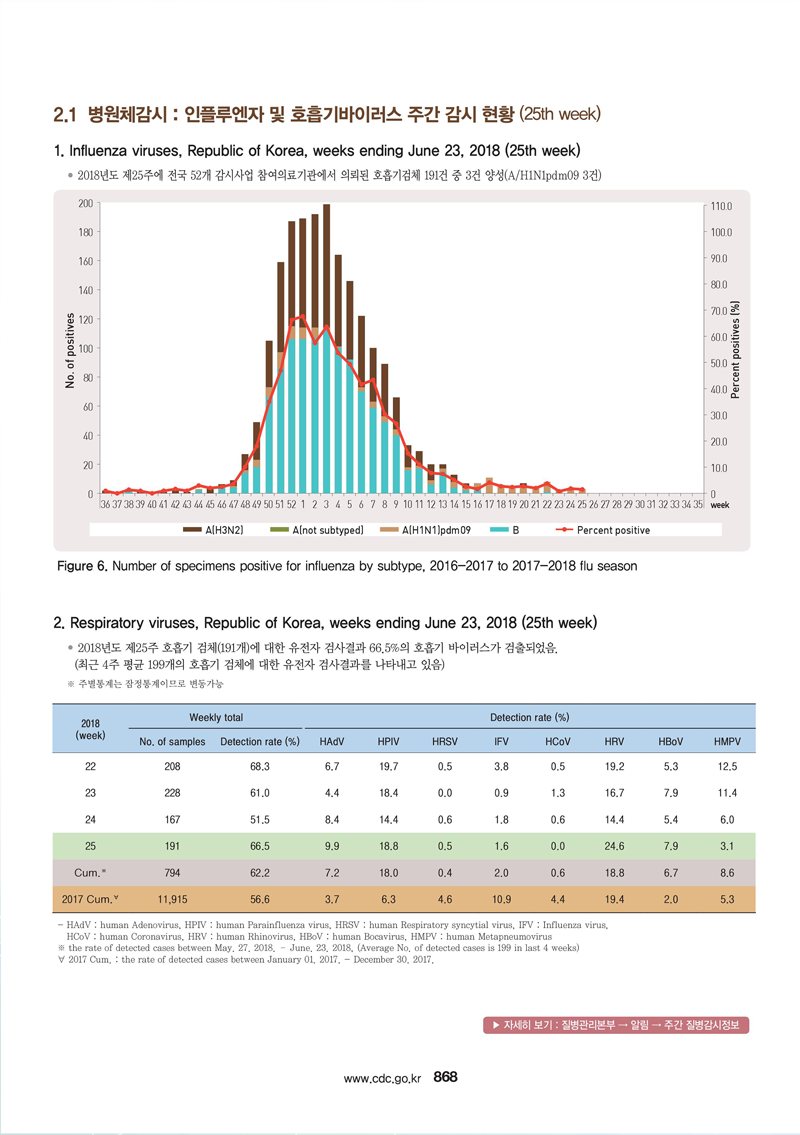 2.1 병원체감시 : 인플루엔자 및 호흡기바이러스 주간 감시 현황 (25th week)
1. Influenza viruses, Republic of Korea, weeks ending June 23, 2018 (25th week)
● 2018년도 제25주에 전국 52개 감시사업 참여의료기관에서 의뢰된 호흡기검체 191건 중 3건 양성(A/H1N1pdm09 3건)
No. of positives
200
180
160
140
120
100
80
60
40
20
0
110.0
100.0
90.0
80.0
70.0
60.0
50.0
40.0
30.0
20.0
10.0
0
Percent positives (%)
36 37 38 39 40 41 42 43 44 45 46 47 48 49 50 51 52 1 2 3 4 5 6 7 8 9 10 11 12 13 14 15 16 17 18 19 20 21 22 23 24 25 26 27 28 29 30 31 32 33 34 35 week
A(H3N2) A(not subtyped) A(H1N1)pdm09 B Percent positive
Figure 6. Number of specimens positive for influenza by subtype, 2016-2017 to 2017-2018 flu season
2. Respiratory viruses, Republic of Korea, weeks ending June 23, 2018 (25th week)
● 2018년도 제25주 호흡기 검체(191개)에 대한 유전자 검사결과 66.5%의 호흡기 바이러스가 검출되었음.
(최근 4주 평균 199개의 호흡기 검체에 대한 유전자 검사결과를 나타내고 있음)
※ 주별통계는 잠정통계이므로 변동가능
2018 (week) Weekly total Detection rate (%)
No. of samples Detection rate (%) HAdV HPIV HRSV IFV HCoV HRV HBoV HMPV
22 208 68.3 6.7 19.7 0.5 3.8 0.5 19.2 5.3 12.5
23 228 61.0 4.4 18.4 0.0 0.9 1.3 16.7 7.9 11.4
24 167 51.5 8.4 14.4 0.6 1.8 0.6 14.4 5.4 6.0
25 191 66.5 9.9 18.8 0.5 1.6 0.0 24.6 7.9 3.1
Cum.※ 794 62.2 7.2 18.0 0.4 2.0 0.6 18.8 6.7 8.6
2017 Cum.∀ 11,915 56.6 3.7 6.3 4.6 10.9 4.4 19.4 2.0 5.3
- HAdV : human Adenovirus, HPIV : human Parainfluenza virus, HRSV : human Respiratory syncytial virus, IFV : Influenza virus,
HCoV : human Coronavirus, HRV : human Rhinovirus, HBoV : human Bocavirus, HMPV : human Metapneumovirus
※ the rate of detected cases between May. 27. 2018. - June. 23. 2018. (Average No. of detected cases is 199 in last 4 weeks)
∀ 2017 Cum. : the rate of detected cases between January 01. 2017. - December 30. 2017.
▶ 자세히 보기 : 질병관리본부 → 알림 → 주간 질병감시정보
www.cdc.go.kr 868